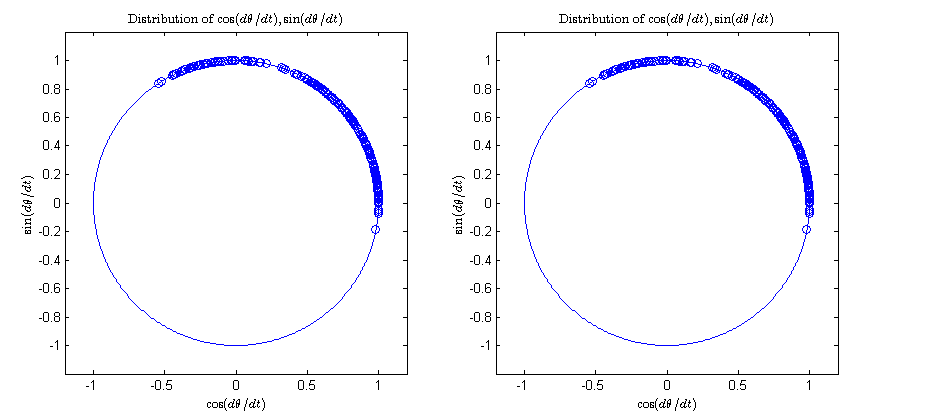 Distribution of cos(dθ/dt), sin(dθ/dt)
1
0.8
0.6
0.4
0.2
0
-0.2
-0.4
-0.6
-0.8
-1
sin(dθ/dt)
-1 -0.5 0 0.5 1
cos(dθ/dt)
Distribution of cos(dθ/dt), sin(dθ/dt)
1
0.8
0.6
0.4
0.2
0
-0.2
-0.4
-0.6
-0.8
-1
sin(dθ/dt)
-1 -0.5 0 0.5 1
cos(dθ/dt)